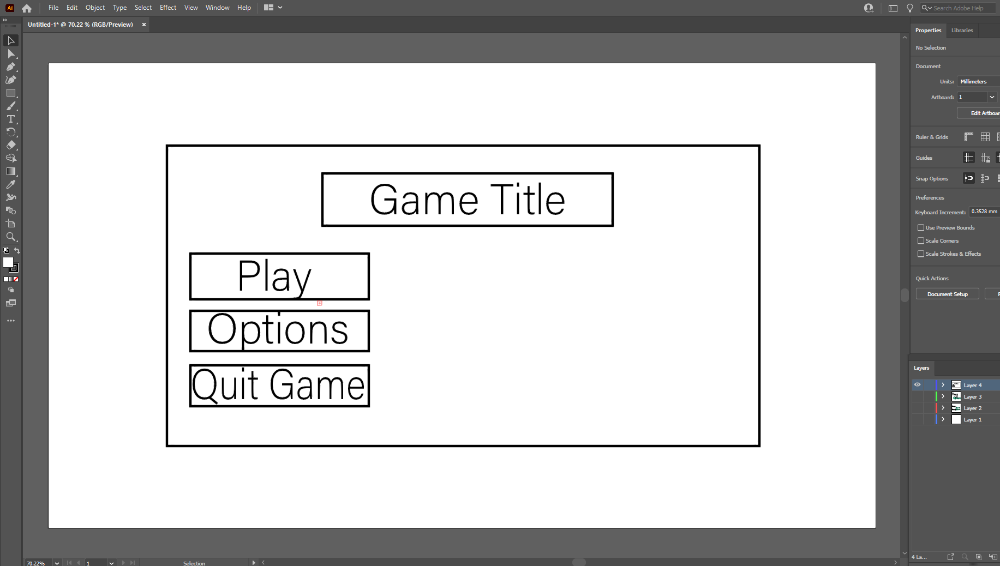 Ai File Edit Object Type Select Effect View Window Help Search Adobe Help
Untitled-1* @ 70.22 % (RGB/Preview) ×
Properties Libraries
No Selection
Document
Units: Millimeters
Artboard: 1
Edit Artboar
Ruler & Grids
Guides
Snap Options
Preferences
Keyboard Increment: 0.3528 mm
Use Preview Bounds
Scale Corners
Scale Strokes & Effects
Quick Actions
Document Setup
Game Title
Play
Options
Quit Game
Layers
Layer 4
Layer 3
Layer 2
Layer 1
4 La...
70.22% 1 Selection